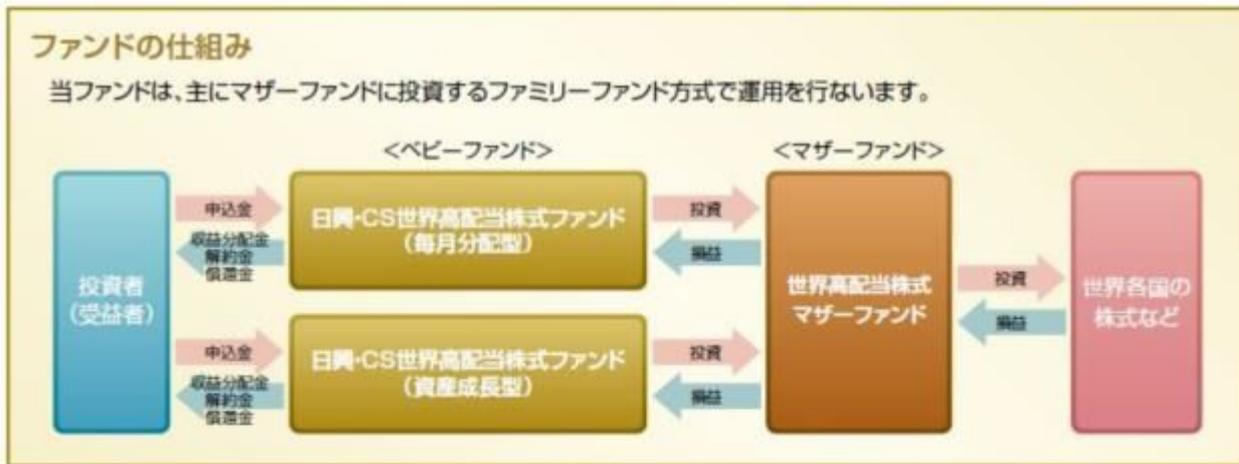 ファンドの仕組み
当ファンドは、主にマザーファンドに投資するファミリーファンド方式で運用を行ないます。
＜ベビーファンド＞
＜マザーファンド＞
投資者
（受益者）
申込金
収益分配金
解約金
償還金
日興・CS世界高配当株式ファンド
（毎月分配型）
投資
損益
申込金
収益分配金
解約金
償還金
日興・CS世界高配当株式ファンド
（資産成長型）
投資
損益
世界高配当株式
マザーファンド
投資
損益
世界各国の
株式など